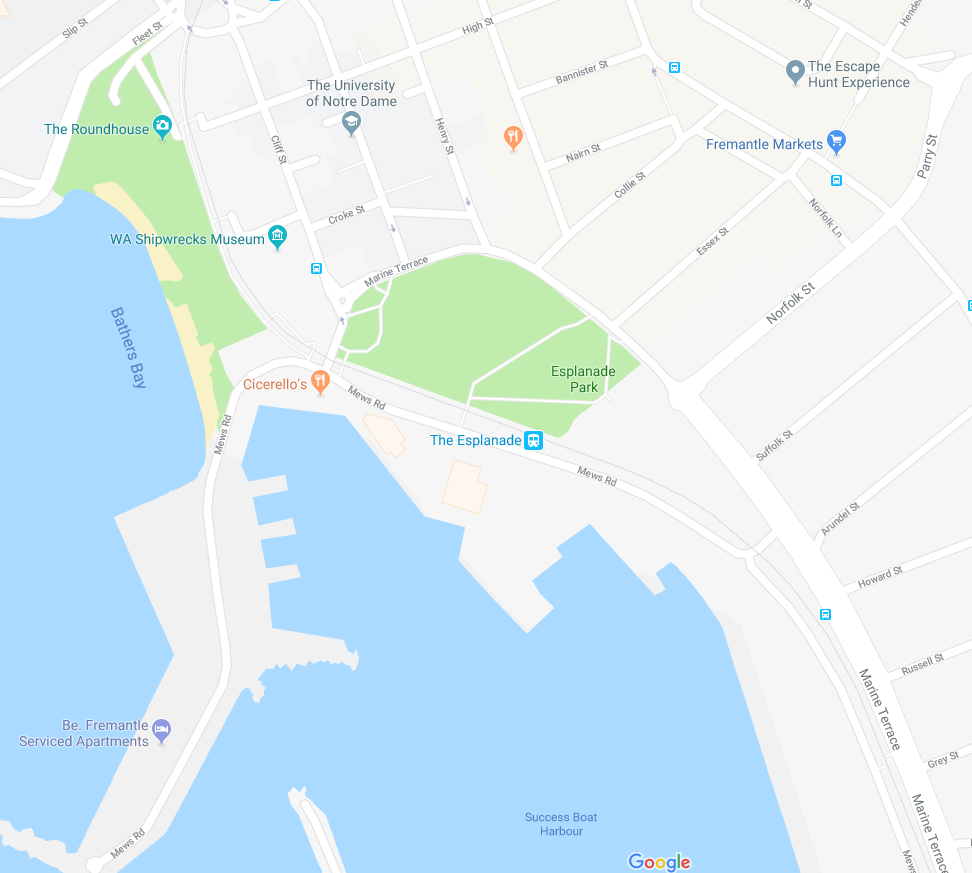 Slip St
Fleet St
High St
Hender
Bannister St
The Escape
Hunt Experience
The University
of Notre Dame
The Roundhouse
Cliff St
Henry St
Nairn St
Fremantle Markets
Parry St
Collie St
Croke St
Norfolk Ln
Essex St
WA Shipwrecks Museum
Marine Terrace
Norfolk St
Bathers Bay
Esplanade
Park
Cicerello's
Mews Rd
Mews Rd
The Esplanade
Mews Rd
Suffolk St
Arundel St
Howard St
Russell St
Marine Terrace
Be. Fremantle
Serviced Apartments
Grey St
Mews Rd
Success Boat
Harbour
Marine Terrace
Mews
Google